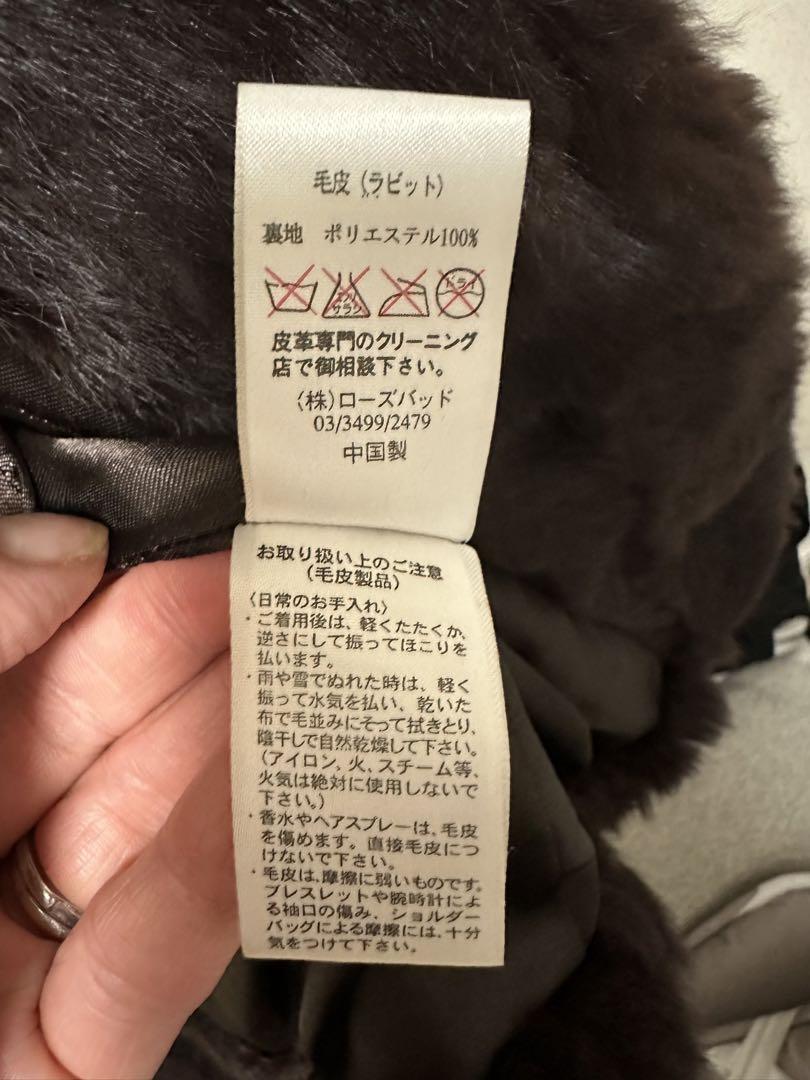 毛皮 (ラビット)
裏地 ポリエステル100%
エンソ
サラシ
ドライ
皮革専門のクリーニング
店で御相談下さい。
(株)ローズバッド
03/3499/2479
中国製
お取り扱い上のご注意
(毛皮製品)
〈日常のお手入れ〉
・ご着用後は、軽くたたくか、
逆さにして振ってほこりを
払います。
・雨や雪でぬれた時は、軽く
振って水気を払い、乾いた
布で毛並みにそって拭きとり、
陰干しで自然乾燥して下さい。
(アイロン、火、スチーム等、
火気は絶対に使用しないで
下さい。)
・香水やヘアスプレーは、毛皮
を傷めます。直接毛皮につ
けないで下さい。
・毛皮は、摩擦に弱いものです。
ブレスレットや腕時計によ
る袖口の傷み、ショルダー
バッグによる摩擦には、十分
気をつけて下さい。